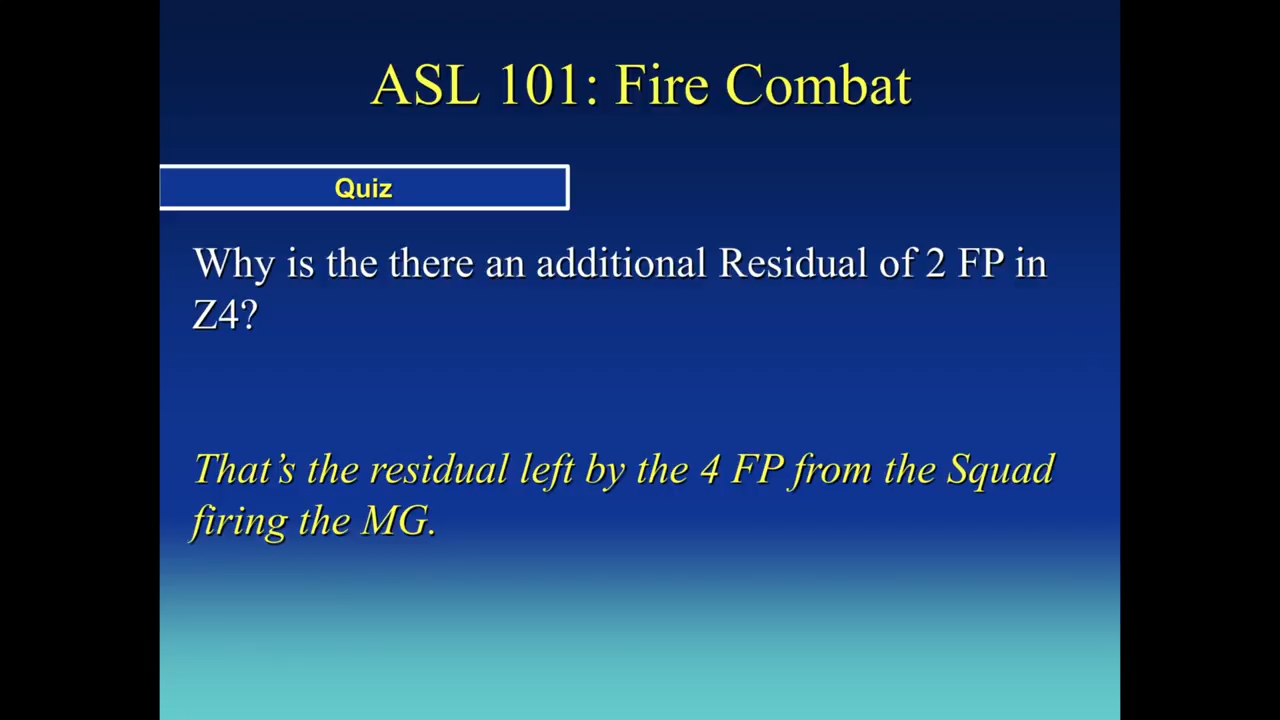 ASL 101: Fire Combat
Quiz
Why is the there an additional Residual of 2 FP in
Z4?
That’s the residual left by the 4 FP from the Squad
firing the MG.